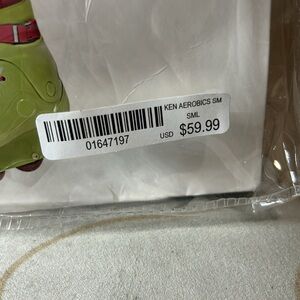 KEN AEROBICS SM
SML
01647197 USD $59.99